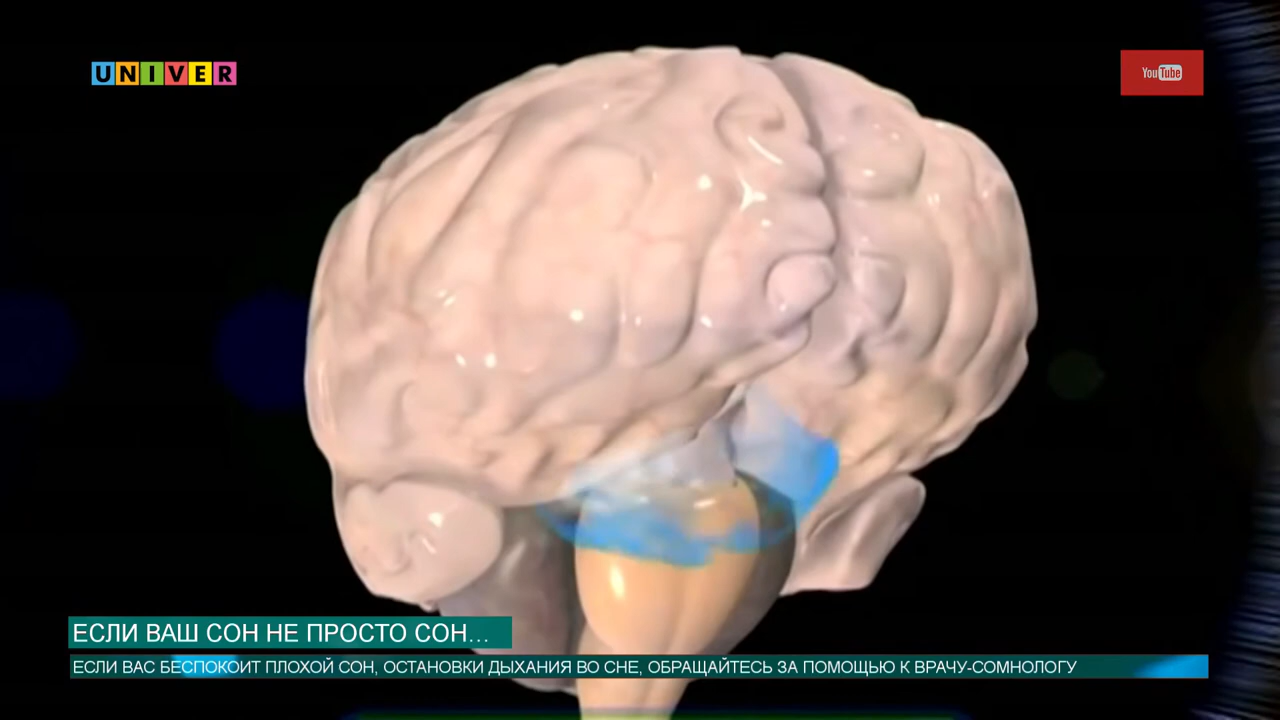 UNIVER
YouTube
ЕСЛИ ВАШ СОН НЕ ПРОСТО СОН...
ЕСЛИ ВАС БЕСПОКОИТ ПЛОХОЙ СОН, ОСТАНОВКИ ДЫХАНИЯ ВО СНЕ, ОБРАЩАЙТЕСЬ ЗА ПОМОЩЬЮ К ВРАЧУ-СОМНОЛОГУ